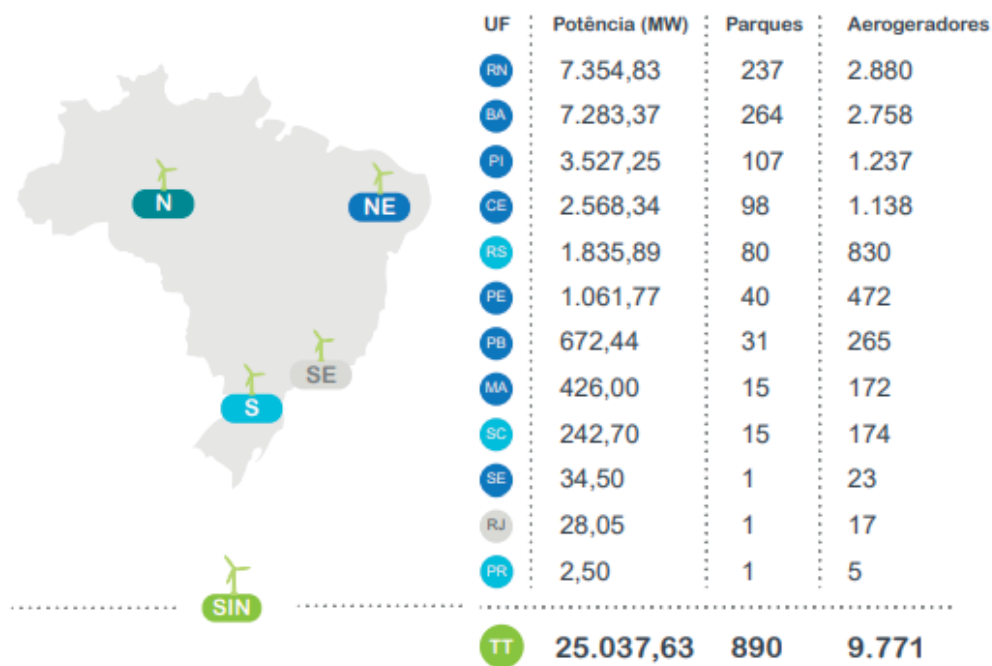 UF Potência (MW) Parques Aerogeradores
RN 7.354,83 237 2.880
BA 7.283,37 264 2.758
PI 3.527,25 107 1.237
CE 2.568,34 98 1.138
RS 1.835,89 80 830
PE 1.061,77 40 472
PB 672,44 31 265
MA 426,00 15 172
SC 242,70 15 174
SE 34,50 1 23
RJ 28,05 1 17
PR 2,50 1 5
TT 25.037,63 890 9.771
N
NE
SE
S
SIN